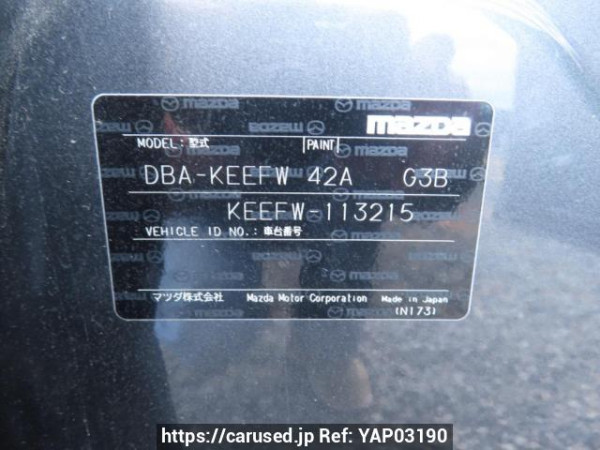 mazda
MODEL: 型式 PAINT
DBA-KEEFW 42A G3B
KEEFW-113215
VEHICLE ID NO.: 車台番号
マツダ株式会社 Mazda Motor Corporation Made in Japan
(N173)
https://carused.jp Ref: YAP03190